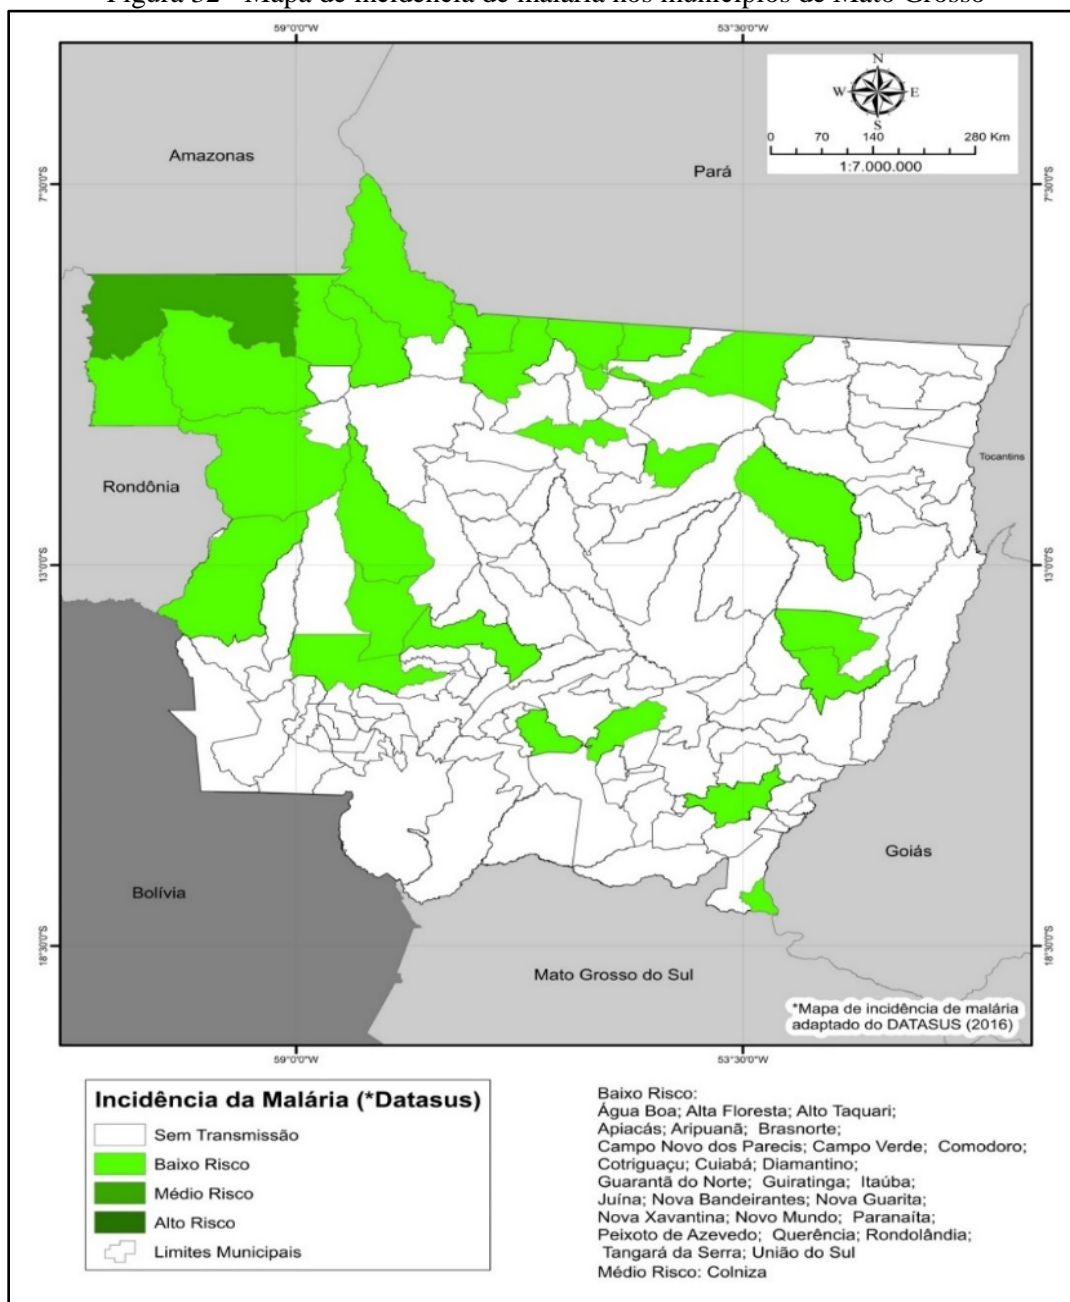 Figura 32 - Mapa de incidência de malária nos municípios de Mato Grosso
59°0'0"W
53°30'0"W
N
W
E
S
0 70 140 280 Km
1:7.000.000
Amazonas
Pará
7°30'0"S
7°30'0"S
Rondônia
Tocantins
13°0'0"S
13°0'0"S
Goiás
Bolívia
18°30'0"S
18°30'0"S
Mato Grosso do Sul
*Mapa de incidência de malária
adaptado do DATASUS (2016)
59°0'0"W
53°30'0"W
Incidência da Malária (*Datasus)
Sem Transmissão
Baixo Risco
Médio Risco
Alto Risco
Limites Municipais
Baixo Risco:
Água Boa; Alta Floresta; Alto Taquari;
Apiacás; Aripuanã; Brasnorte;
Campo Novo dos Parecis; Campo Verde; Comodoro;
Cotriguaçu; Cuiabá; Diamantino;
Guarantã do Norte; Guiratinga; Itaúba;
Juína; Nova Bandeirantes; Nova Guarita;
Nova Xavantina; Novo Mundo; Paranaíta;
Peixoto de Azevedo; Querência; Rondolândia;
Tangará da Serra; União do Sul
Médio Risco: Colniza